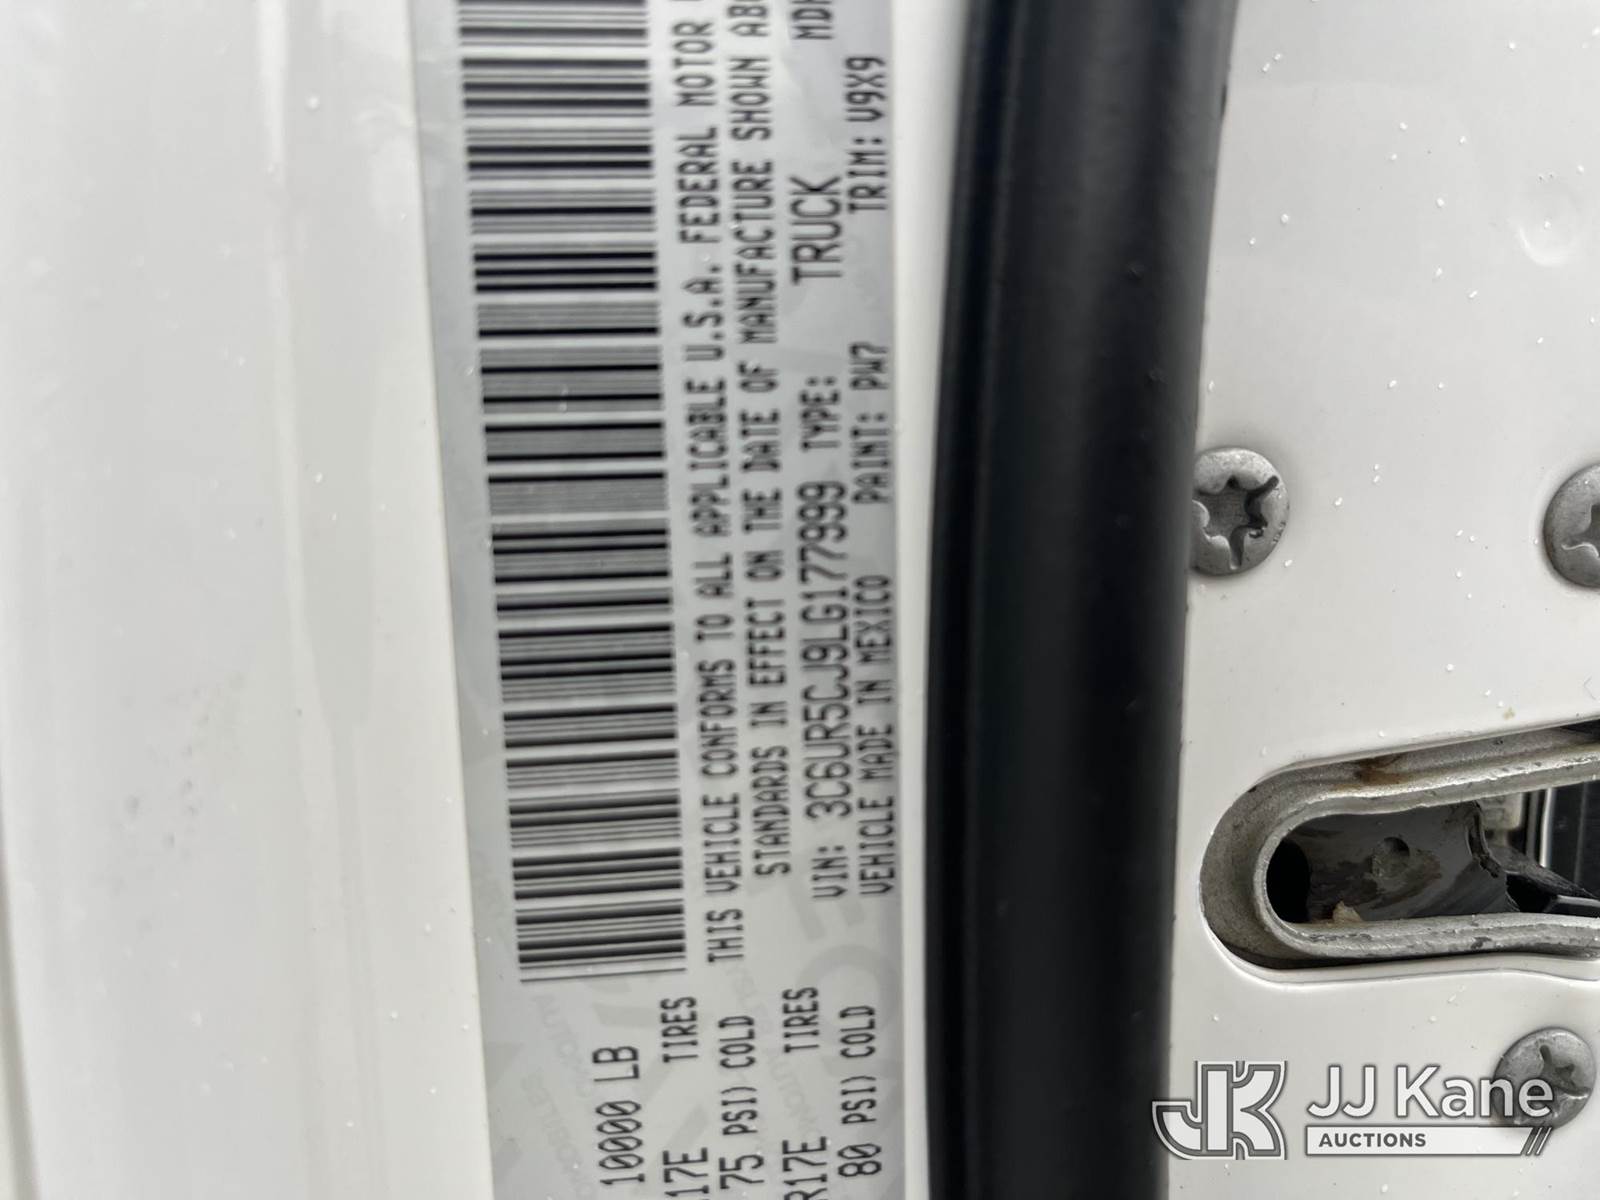 10000 LB
17E TIRES
75 PSI) COLD
R17E TIRES
80 PSI) COLD
THIS VEHICLE CONFORMS TO ALL APPLICABLE U.S.A. FEDERAL MOTOR
STANDARDS IN EFFECT ON THE DATE OF MANUFACTURE SHOWN
VIN: 3C6UR5CJ9LG177999 TYPE: TRUCK
VEHICLE MADE IN MEXICO PAINT: PW7 TRIM: V9X9
JJ Kane
AUCTIONS